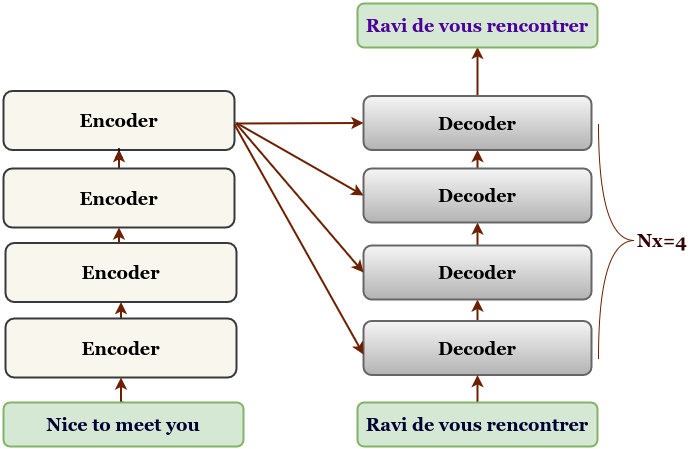 Ravi de vous rencontrer
Encoder
Encoder
Encoder
Encoder
Nice to meet you
Decoder
Decoder
Decoder
Decoder
Nx=4
Ravi de vous rencontrer